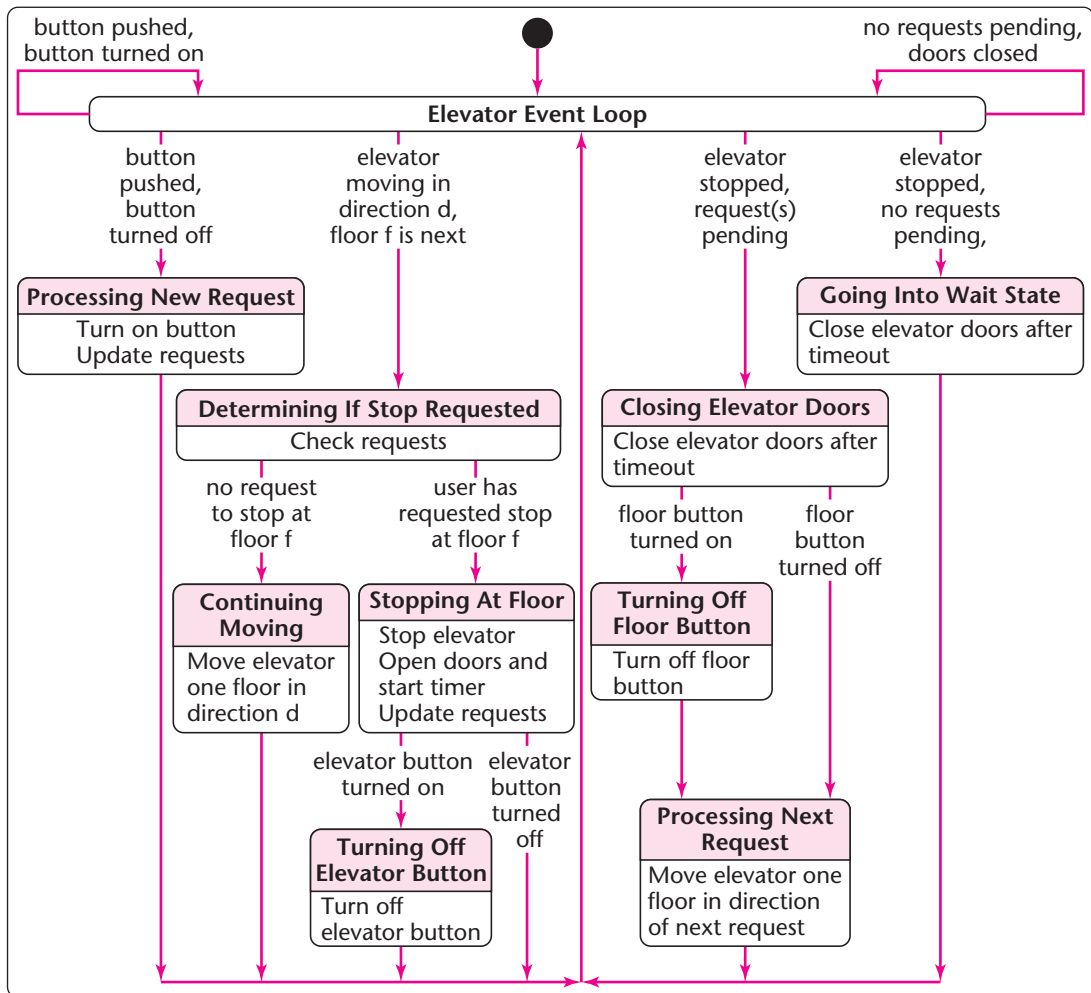 button pushed,
button turned on
no requests pending,
doors closed
Elevator Event Loop
button
pushed,
button
turned off
elevator
moving in
direction d,
floor f is next
elevator
stopped,
request(s)
pending
elevator
stopped,
no requests
pending,
Processing New Request
Turn on button
Update requests
Going Into Wait State
Close elevator doors after
timeout
Determining If Stop Requested
Check requests
Closing Elevator Doors
Close elevator doors after
timeout
no request
to stop at
floor f
user has
requested stop
at floor f
floor button
turned on
floor
button
turned off
Continuing
Moving
Move elevator
one floor in
direction d
Stopping At Floor
Stop elevator
Open doors and
start timer
Update requests
Turning Off
Floor Button
Turn off floor
button
elevator button
turned on
elevator
button
turned
off
Turning Off
Elevator Button
Turn off
elevator button
Processing Next
Request
Move elevator one
floor in direction
of next request